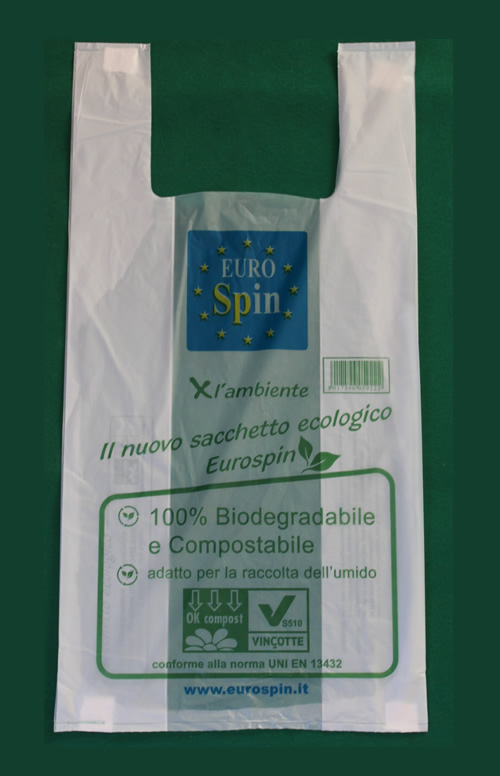 EURO
Spin
Xl'ambiente
Il nuovo sacchetto ecologico
Eurospin
100% Biodegradabile
e Compostabile
adatto per la raccolta dell'umido
OK compost
S510
VINÇOTTE
conforme alla norma UNI EN 13432
www.eurospin.it